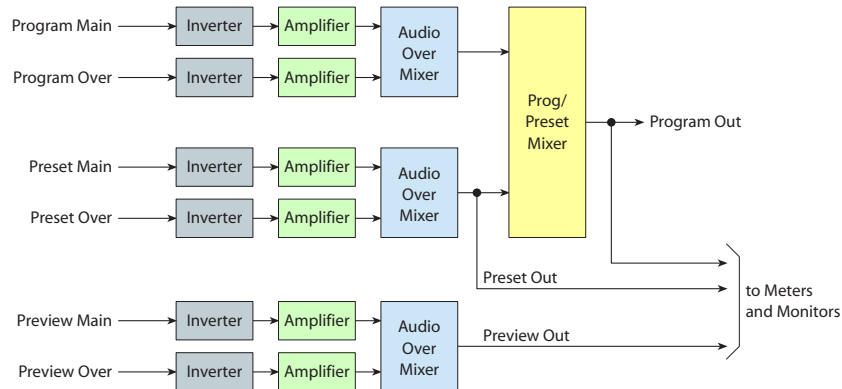 Program Main
Inverter
Amplifier
Audio
Over
Mixer
Program Over
Inverter
Amplifier
Prog/
Preset
Mixer
Program Out
Preset Main
Inverter
Amplifier
Audio
Over
Mixer
Preset Over
Inverter
Amplifier
Preset Out
to Meters
and Monitors
Preview Main
Inverter
Amplifier
Audio
Over
Mixer
Preview Out
Preview Over
Inverter
Amplifier